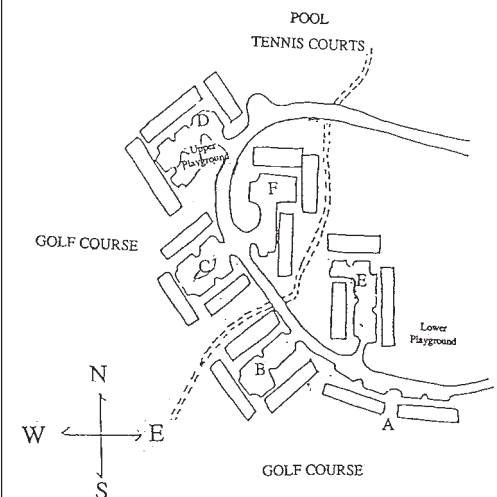 POOL
TENNIS COURTS
D
Upper
Playground
F
GOLF COURSE
C
E
Lower
Playground
B
N
W
E
S
A
GOLF COURSE